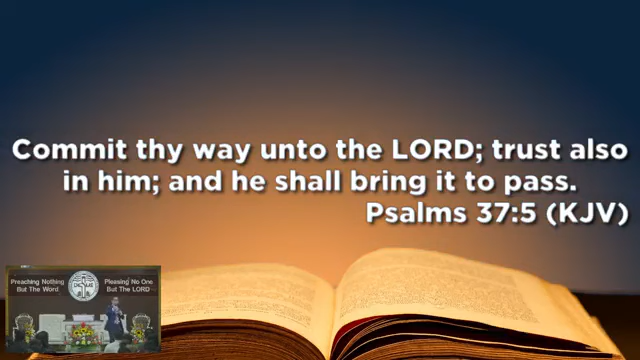 Commit thy way unto the LORD; trust also
in him; and he shall bring it to pass.
Psalms 37:5 (KJV)
Preaching Nothing
But The Word
Pleasing No One
But The LORD